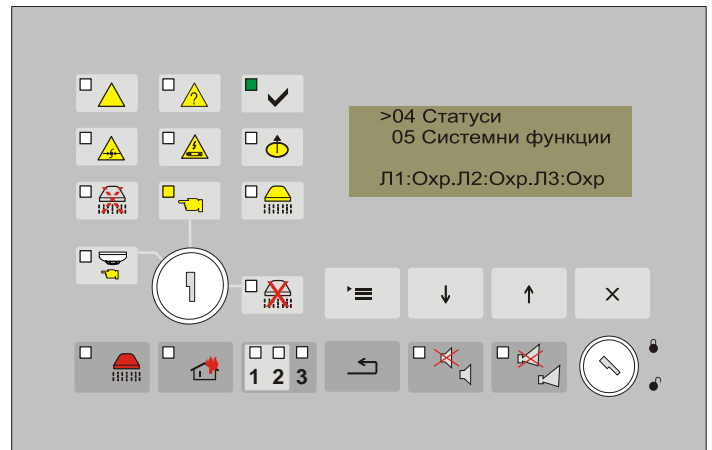 ?
>04 Статуси
05 Системни функции
Л1:Охр.Л2:Охр.Л3:Охр
1 2 3